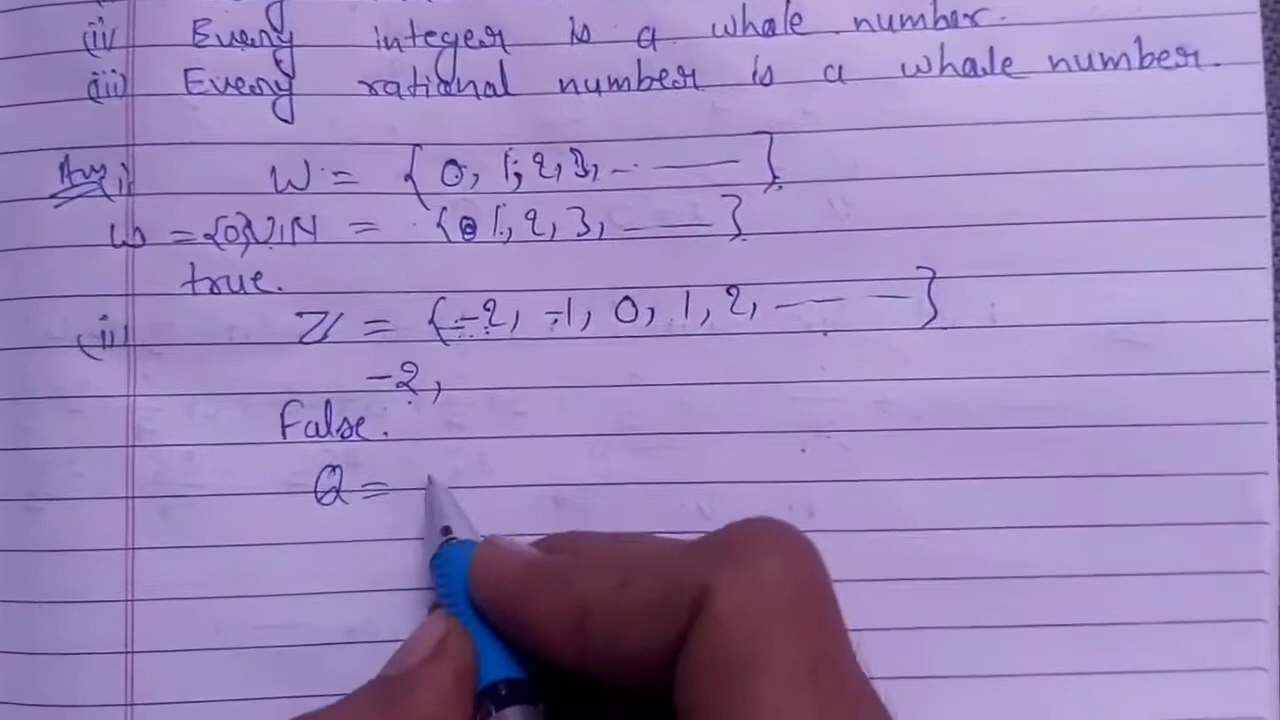 (ii) Every integer is a whole number.
(iii) Every rational number is a whole number.
Ans,i) W = { 0, 1, 2, 3, ... — }
W = {0}UN = {0 1, 2, 3, — }
true.
(ii) Z = {-2, -1, 0, 1, 2, — — }
-2,
False.
Q =